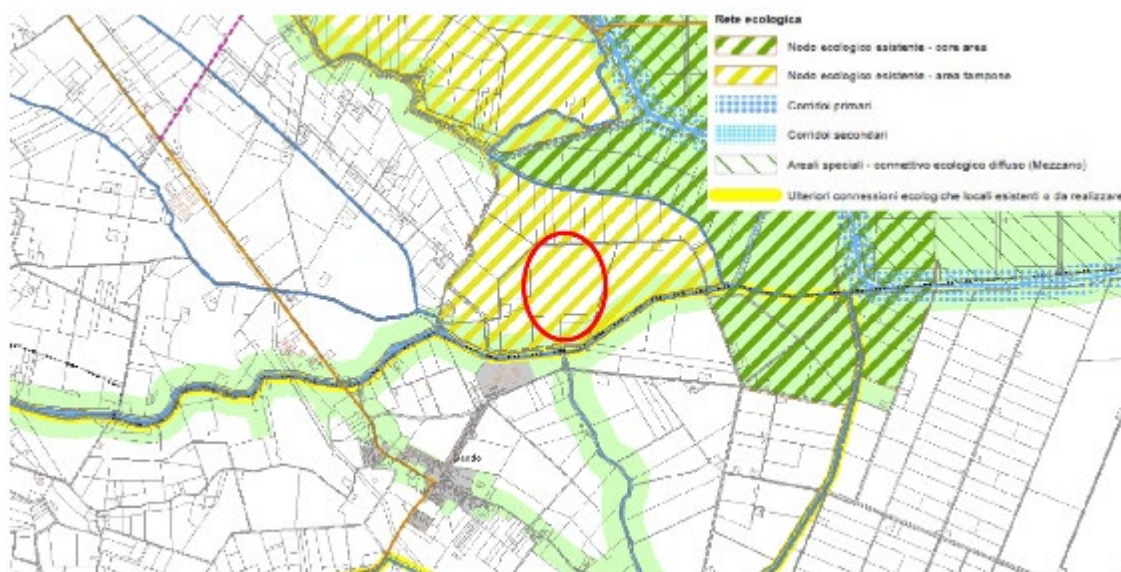 Rete ecologica
Nodo ecologico esistente - core area
Nodo ecologico esistente - area tampone
Corridoi primari
Corridoi secondari
Areali speciali - connettivo ecologico diffuso (Mezzano)
Ulteriori connessioni ecologiche locali esistenti o da realizzare